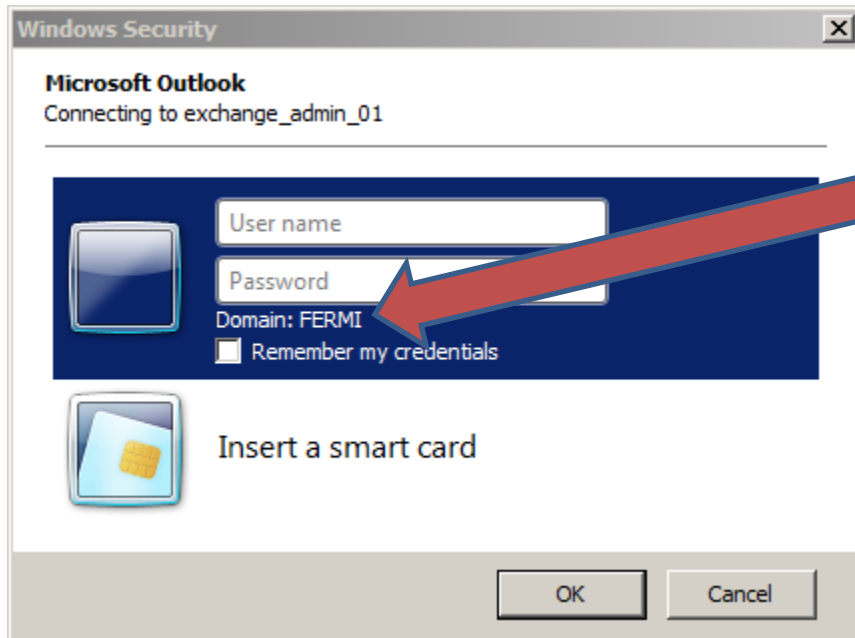 Windows Security
Microsoft Outlook
Connecting to exchange_admin_01
User name
Password
Domain: FERMI
Remember my credentials
Insert a smart card
OK
Cancel